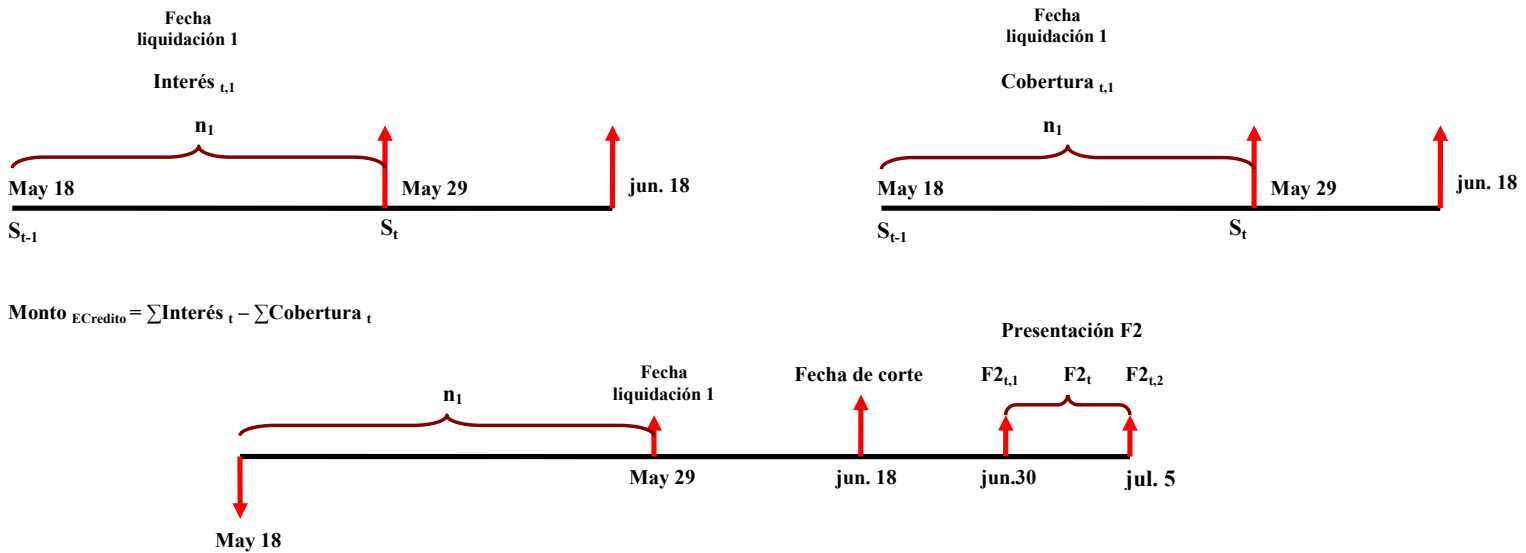 Fecha
liquidación 1
Interés t,1
n1
May 18
May 29
jun. 18
St-1
St
Fecha
liquidación 1
Cobertura t,1
n1
May 18
May 29
jun. 18
St-1
St
Monto ECredito = ∑Interés t – ∑Cobertura t
Presentación F2
n1
Fecha
liquidación 1
Fecha de corte
F2t,1
F2t
F2t,2
May 29
jun. 18
jun.30
jul. 5
May 18